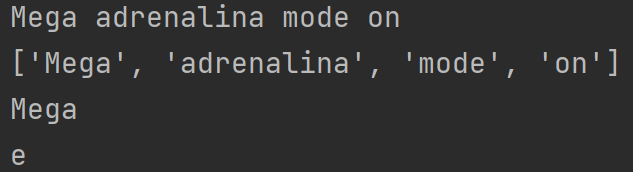 Mega adrenalina mode on
['Mega', 'adrenalina', 'mode', 'on']
Mega
e